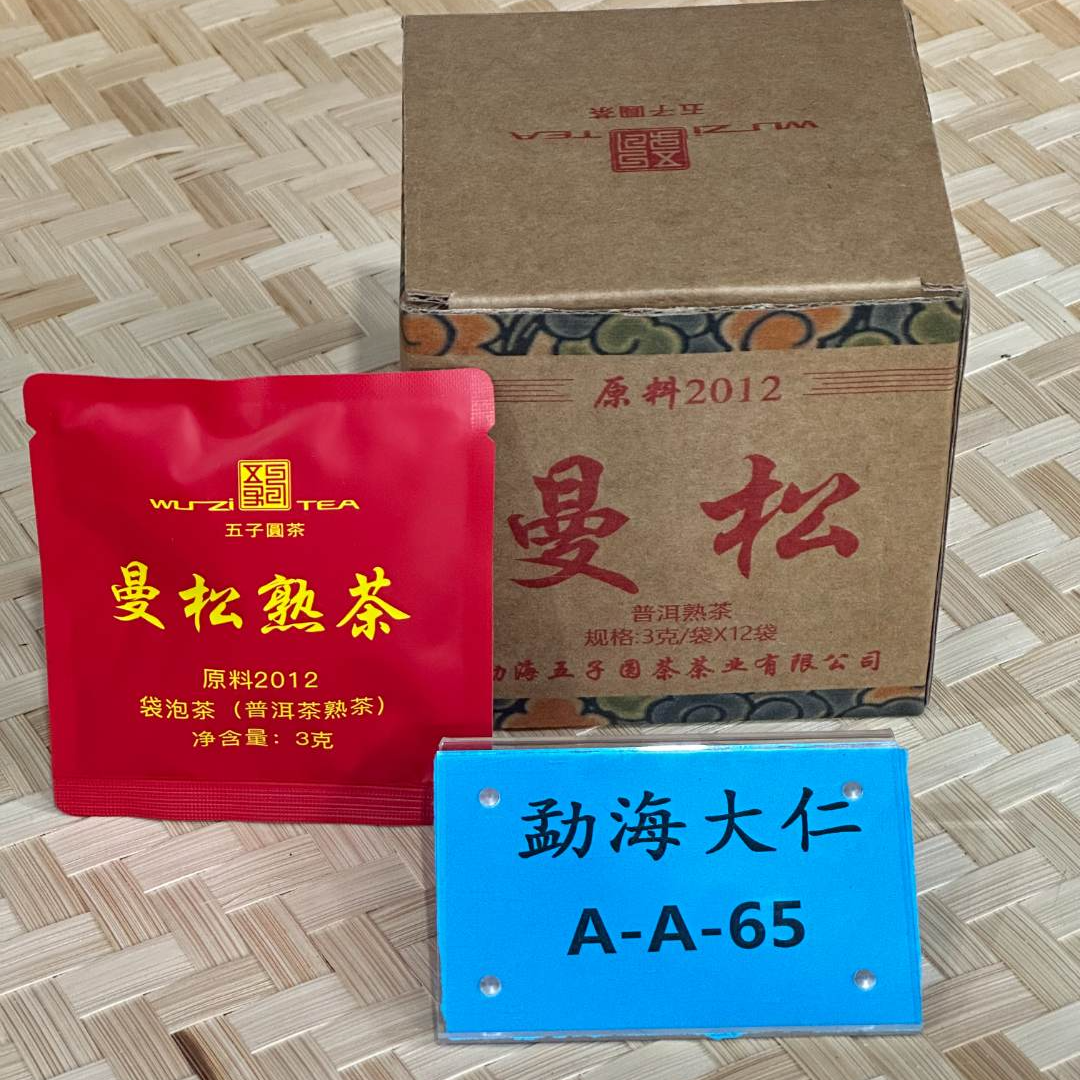 五子圓茶
WUZI TEA
原料2012
曼松
普洱熟茶
规格:3克/袋X12袋
勐海五子圆茶茶业有限公司
WUZI TEA
五子圓茶
曼松熟茶
原料2012
袋泡茶（普洱茶熟茶）
净含量：3克
勐海大仁
A-A-65